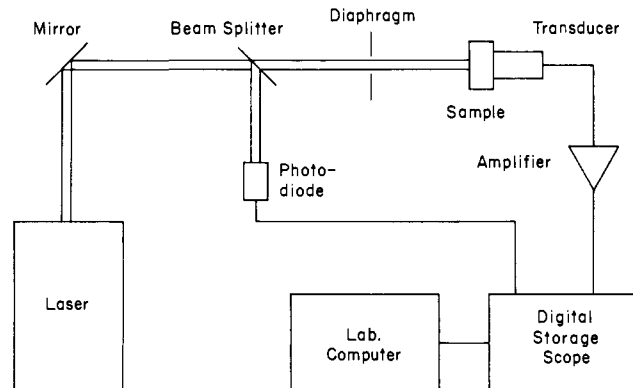 Mirror
Beam Splitter
Diaphragm
Transducer
Sample
Amplifier
Photo-
diode
Laser
Lab.
Computer
Digital
Storage
Scope